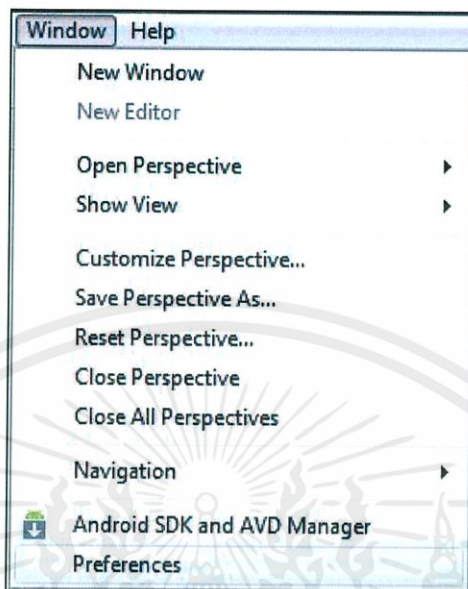 Window Help
New Window
New Editor
Open Perspective
Show View
Customize Perspective...
Save Perspective As...
Reset Perspective...
Close Perspective
Close All Perspectives
Navigation
Android SDK and AVD Manager
Preferences